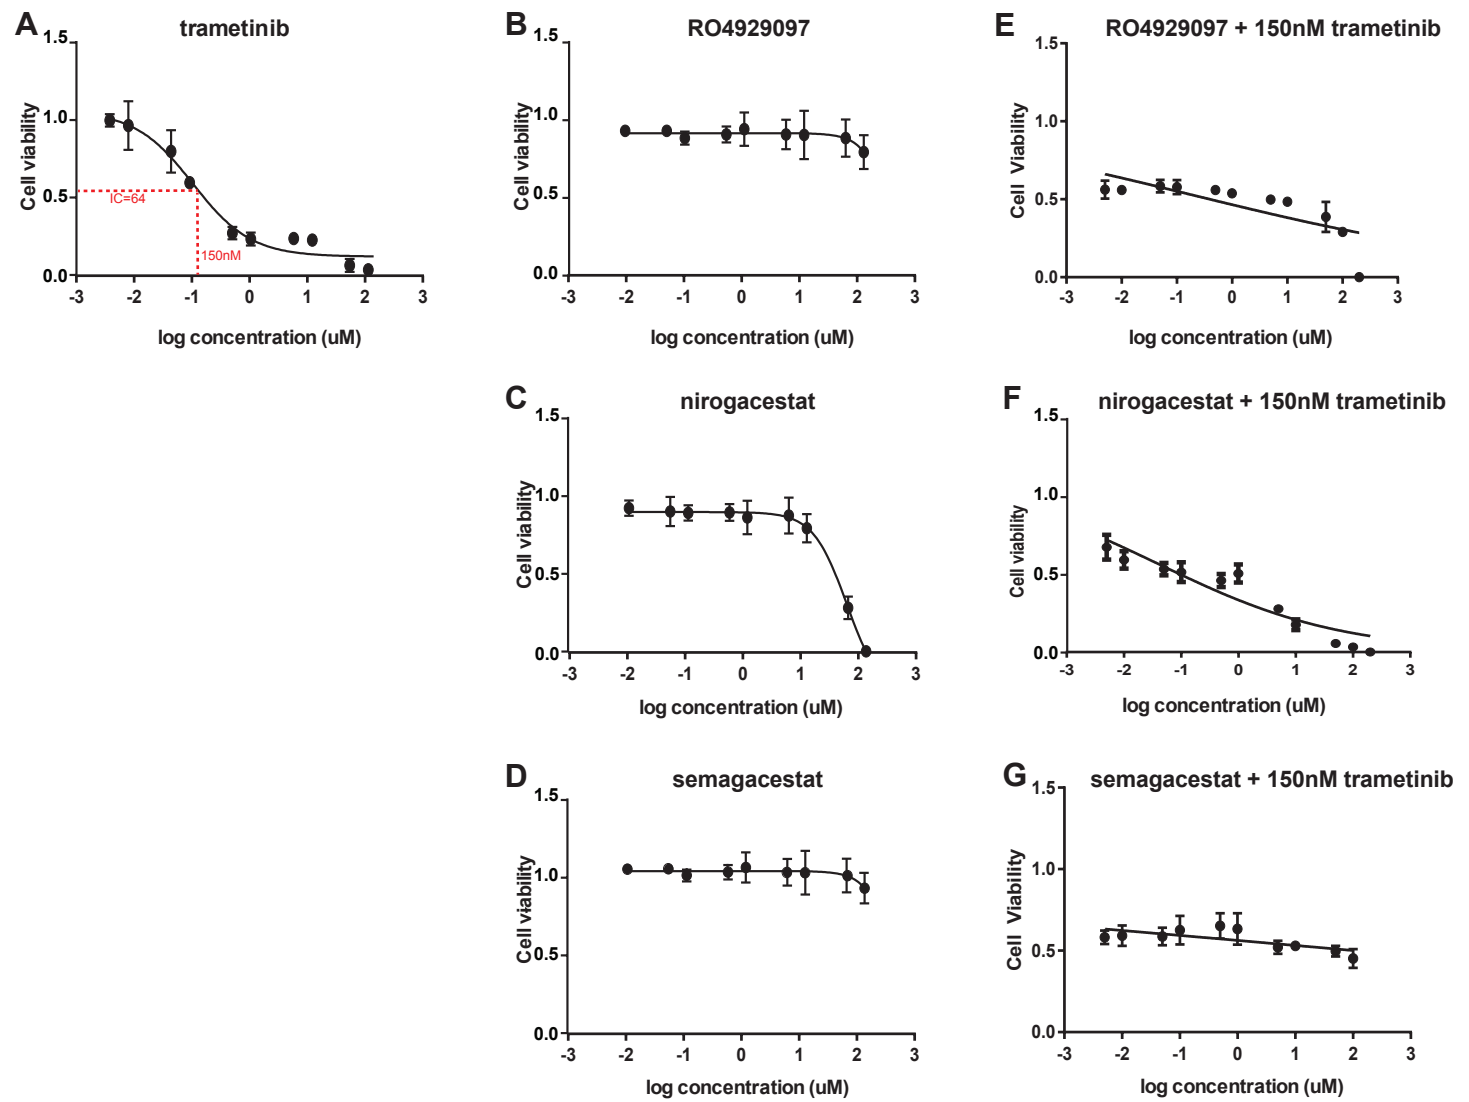 A
trametinib
1.5
1.0
0.5
0.0
Cell viability
IC=64
150nM
-3 -2 -1 0 1 2 3
log concentration (uM)
B
RO4929097
1.5
1.0
0.5
0.0
Cell viability
-3 -2 -1 0 1 2 3
log concentration (uM)
E
RO4929097 + 150nM trametinib
1.5
1.0
0.5
0.0
Cell Viability
-3 -2 -1 0 1 2 3
log concentration (uM)
C
nirogacestat
1.5
1.0
0.5
0.0
Cell viability
-3 -2 -1 0 1 2 3
log concentration (uM)
F
nirogacestat + 150nM trametinib
1.5
1.0
0.5
0.0
Cell viability
-3 -2 -1 0 1 2 3
log concentration (uM)
D
semagacestat
1.5
1.0
0.5
0.0
Cell viability
-3 -2 -1 0 1 2 3
log concentration (uM)
G
semagacestat + 150nM trametinib
1.5
1.0
0.5
0.0
Cell Viability
-3 -2 -1 0 1 2 3
log concentration (uM)